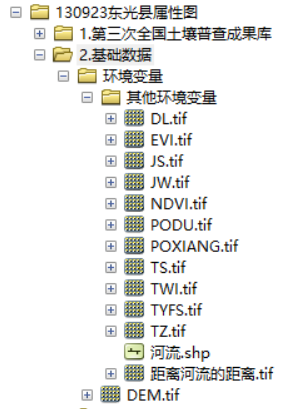 130923东光县属性图
1.第三次全国土壤普查成果库
2.基础数据
环境变量
其他环境变量
DL.tif
EVI.tif
JS.tif
JW.tif
NDVI.tif
PODU.tif
POXIANG.tif
TS.tif
TWI.tif
TYFS.tif
TZ.tif
河流.shp
距离河流的距离.tif
DEM.tif